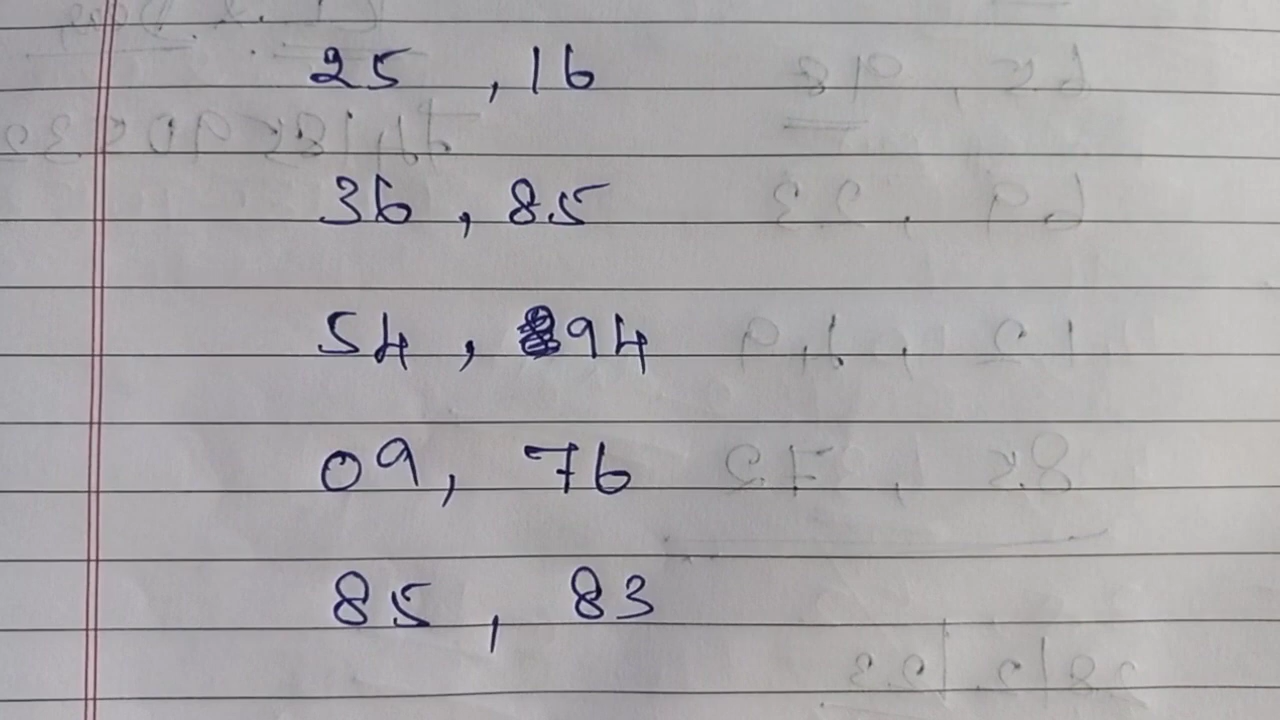 25 , 16
36 , 85
54 , 94
09 , 76
85 , 83